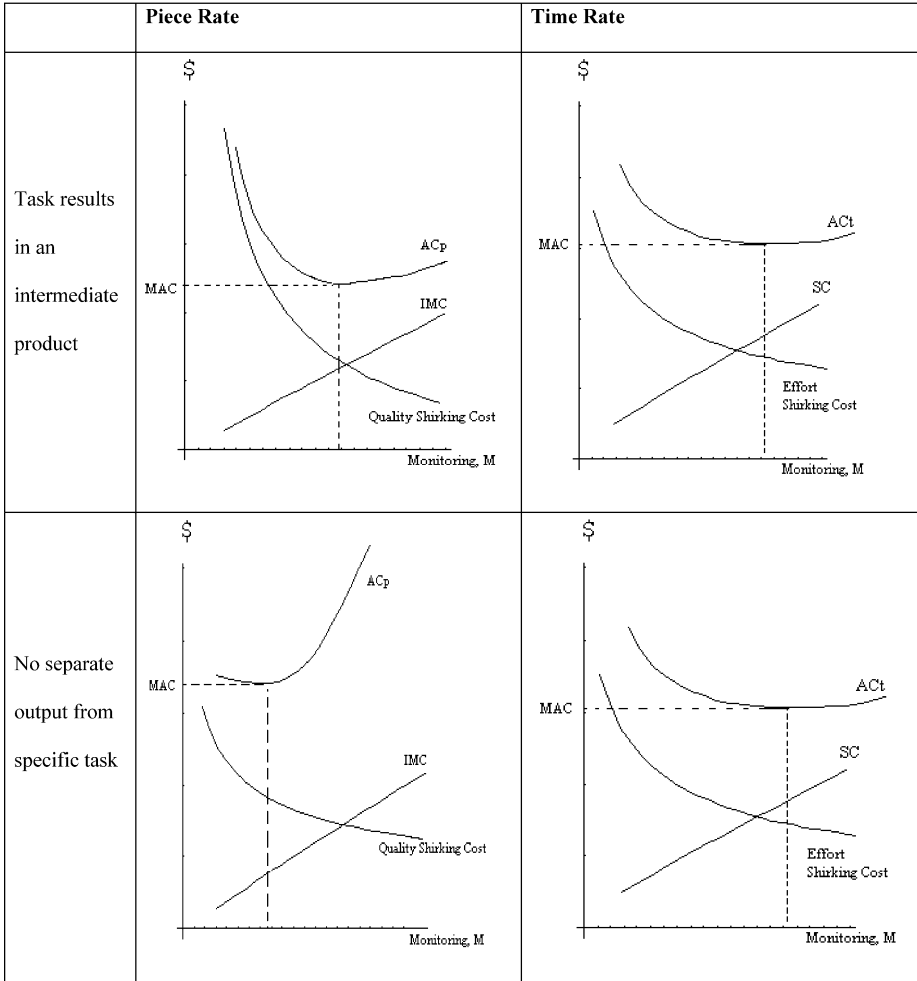 Piece Rate
Time Rate
Task results
in an
intermediate
product
$
ACp
MAC
IMC
Quality Shirking Cost
Monitoring, M
$
ACt
MAC
SC
Effort
Shirking Cost
Monitoring, M
No separate
output from
specific task
$
ACp
MAC
IMC
Quality Shirking Cost
Monitoring, M
$
ACt
MAC
SC
Effort
Shirking Cost
Monitoring, M